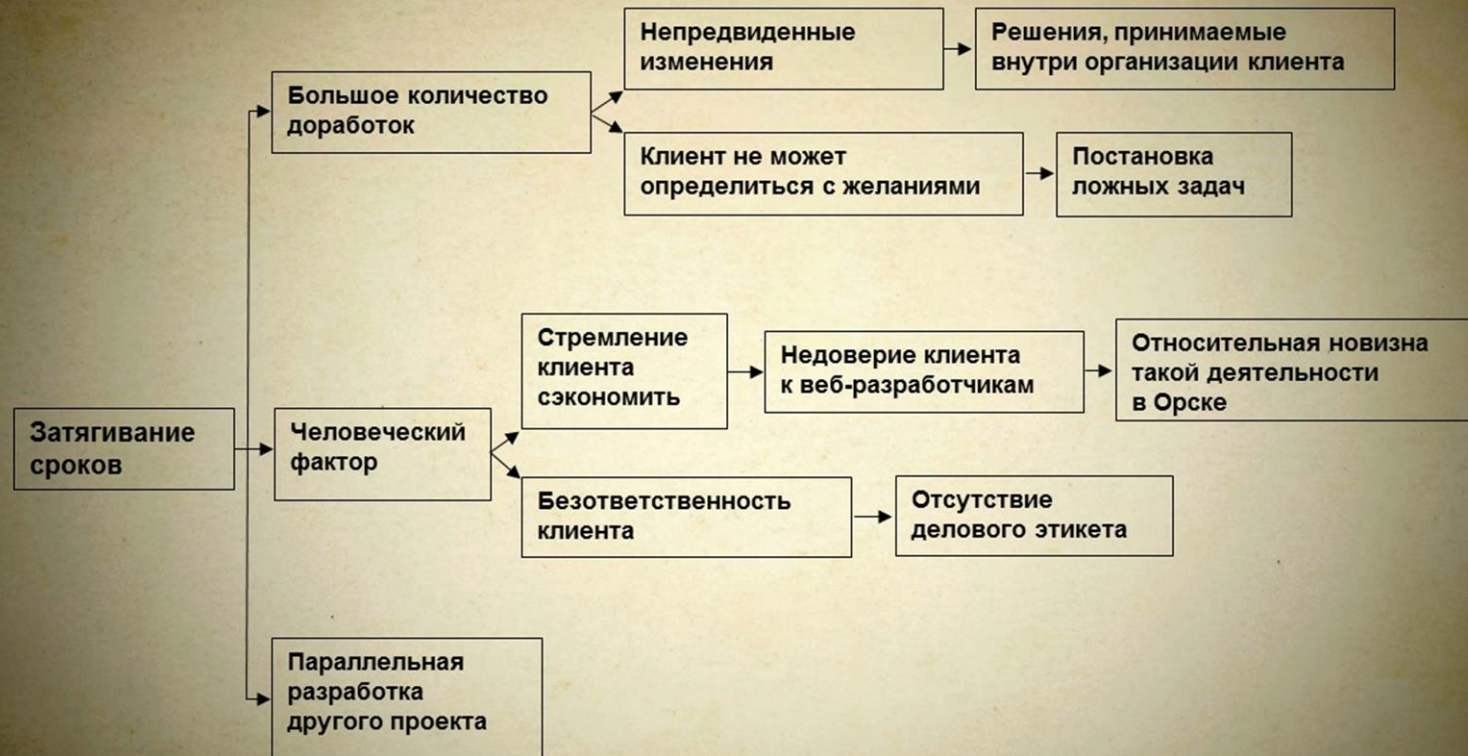 Непредвиденные
изменения
Решения, принимаемые
внутри организации клиента
Большое количество
доработок
Клиент не может
определиться с желаниями
Постановка
ложных задач
Стремление
клиента
сэкономить
Недоверие клиента
к веб-разработчикам
Относительная новизна
такой деятельности
в Орске
Затягивание
сроков
Человеческий
фактор
Безответственность
клиента
Отсутствие
делового этикета
Параллельная
разработка
другого проекта